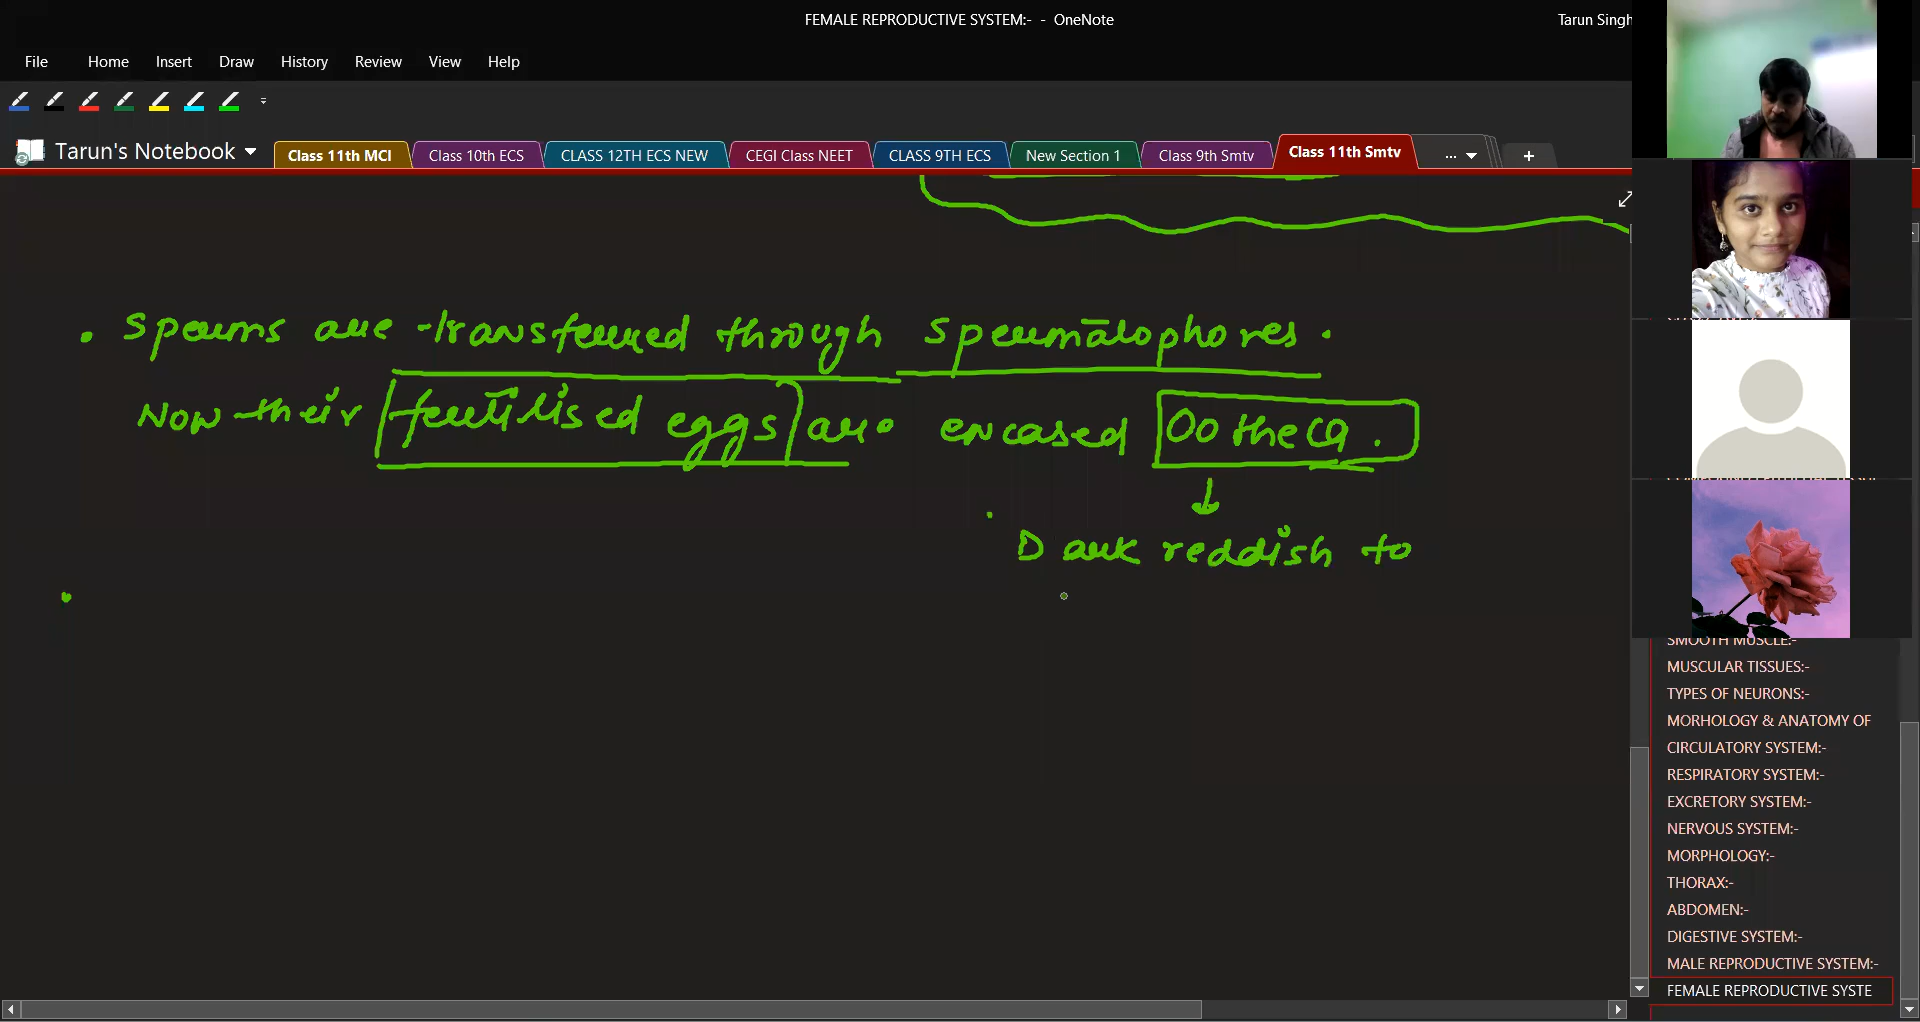 FEMALE REPRODUCTIVE SYSTEM:- - OneNote
Tarun Singh
File Home Insert Draw History Review View Help
Tarun's Notebook
Class 11th MCI
Class 10th ECS
CLASS 12TH ECS NEW
CEGI Class NEET
CLASS 9TH ECS
New Section 1
Class 9th Smtv
Class 11th Smtv
...
+
. Sperms are transferred through Spermatophores.
Now their fertilised eggs are encased Ootheca.
Dark reddish to
SMOOTH MUSCLE:-
MUSCULAR TISSUES:-
TYPES OF NEURONS:-
MORHOLOGY & ANATOMY OF
CIRCULATORY SYSTEM:-
RESPIRATORY SYSTEM:-
EXCRETORY SYSTEM:-
NERVOUS SYSTEM:-
MORPHOLOGY:-
THORAX:-
ABDOMEN:-
DIGESTIVE SYSTEM:-
MALE REPRODUCTIVE SYSTEM:-
FEMALE REPRODUCTIVE SYSTE